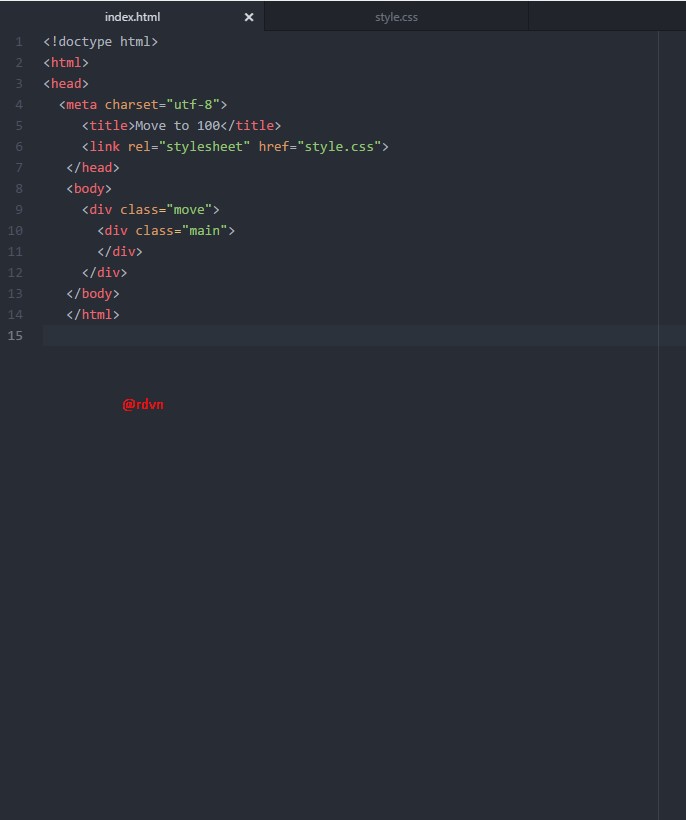 index.html × style.css
1 <!doctype html>
2 <html>
3 <head>
4   <meta charset="utf-8">
5      <title>Move to 100</title>
6      <link rel="stylesheet" href="style.css">
7    </head>
8    <body>
9      <div class="move">
10       <div class="main">
11       </div>
12     </div>
13   </body>
14   </html>
15
@rdvn